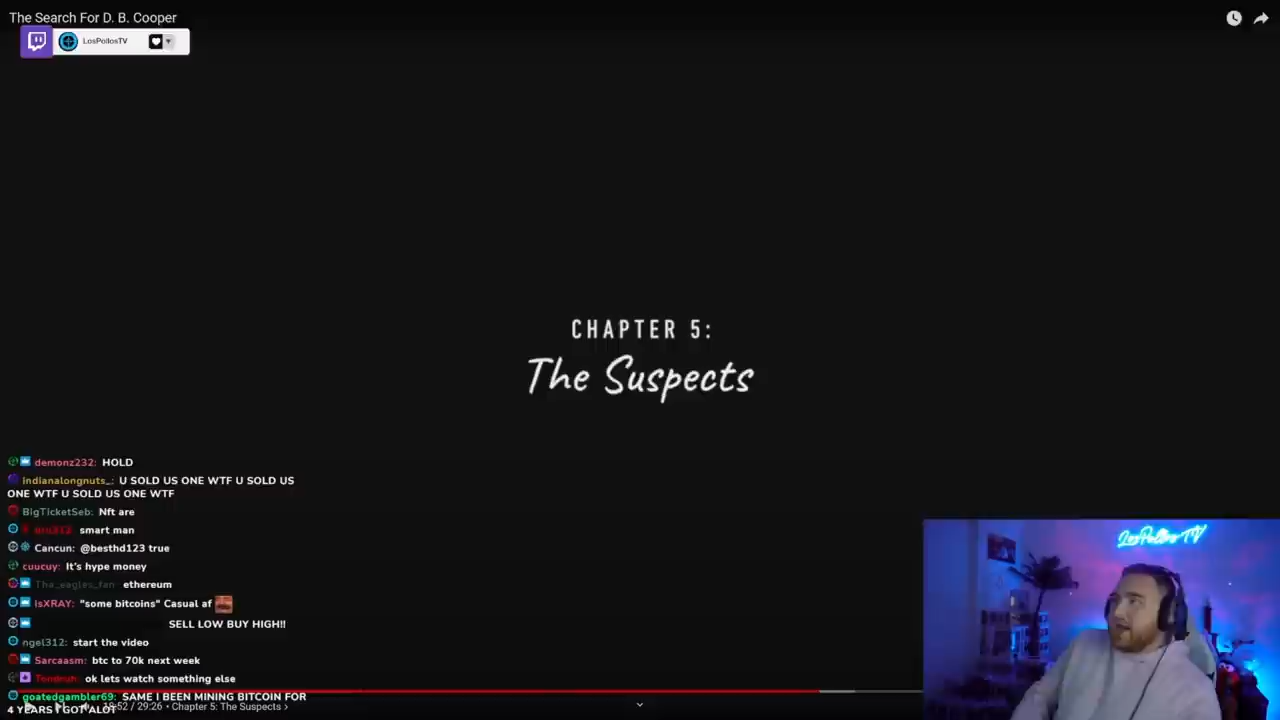 The Search For D. B. Cooper
LosPollosTV
CHAPTER 5:
The Suspects
demonz232: HOLD
indianalongnuts_: U SOLD US ONE WTF U SOLD US
ONE WTF U SOLD US ONE WTF
BigTicketSeb: Nft are
smart man
Cancun: @besthd123 true
cuucuy: It's hype money
Tha_eagles_fan: ethereum
IsXRAY: "some bitcoins" Casual af
SELL LOW BUY HIGH!!
ngel312: start the video
Sarcaasm: btc to 70k next week
ok lets watch something else
goatedgambler69: SAME I BEEN MINING BITCOIN FOR
4 YEARS I GOT ALOT
/ 29:26 • Chapter 5: The Suspects
LosPollos TV